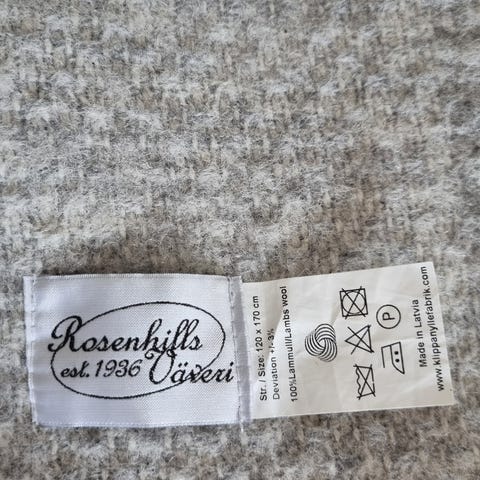 Rosenhills
est. 1936 Väveri
Str. / Size: 120 x 170 cm
Deviation +/- 3%
100%Lammull/Lambs wool
P
Made in Latvia
www.klippanyllefabrik.com